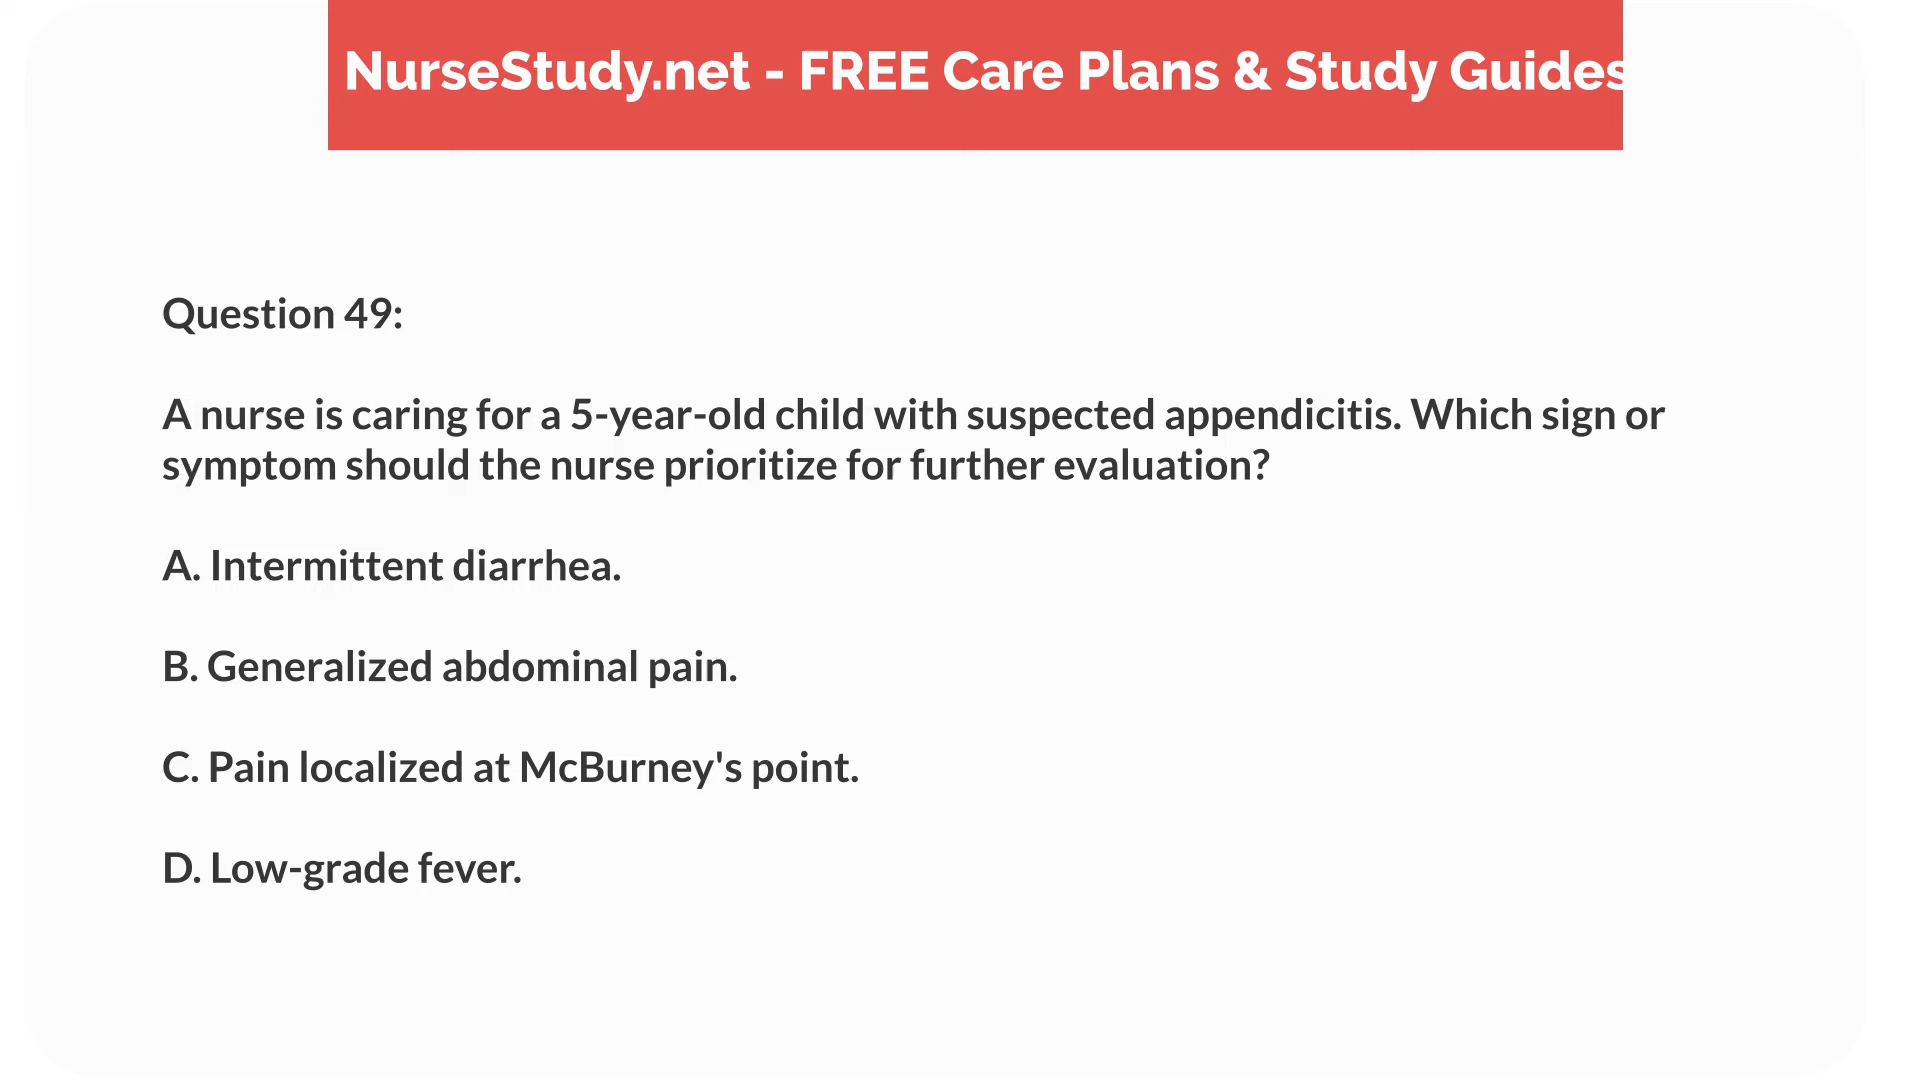 NurseStudy.net - FREE Care Plans & Study Guides
Question 49:
A nurse is caring for a 5-year-old child with suspected appendicitis. Which sign or
symptom should the nurse prioritize for further evaluation?
A. Intermittent diarrhea.
B. Generalized abdominal pain.
C. Pain localized at McBurney's point.
D. Low-grade fever.